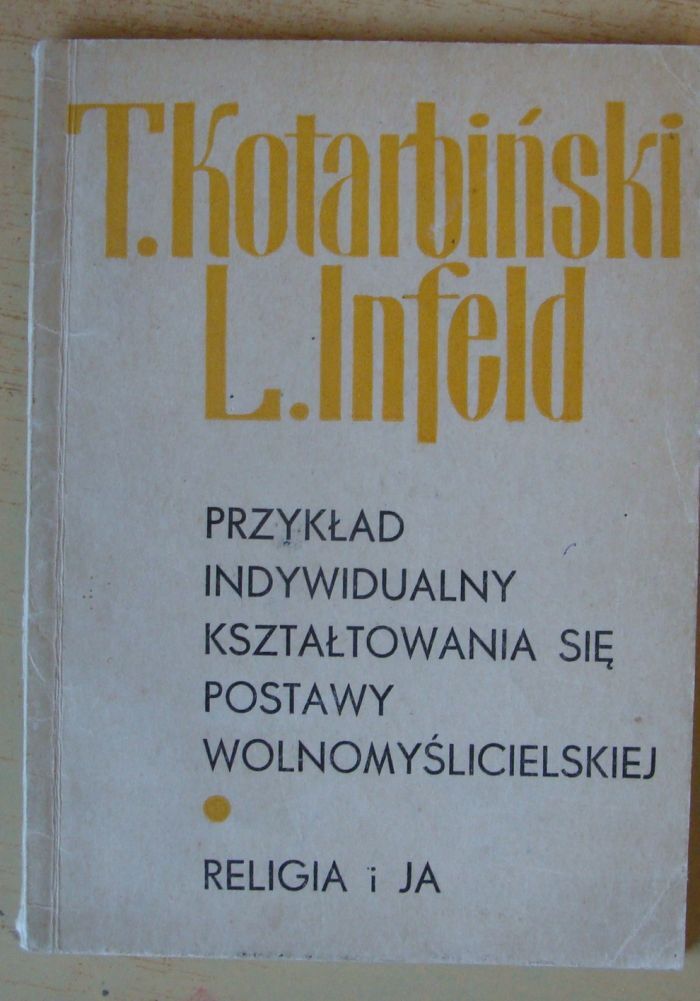 T. Kotarbiński
L. Infeld
PRZYKŁAD
INDYWIDUALNY
KSZTAŁTOWANIA SIĘ
POSTAWY
WOLNOMYŚLICIELSKIEJ
RELIGIA i JA